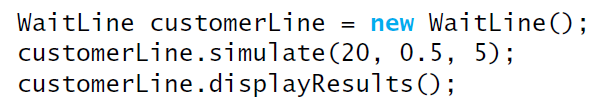 WaitLine customerLine = new WaitLine();
customerLine.simulate(20, 0.5, 5);
customerLine.displayResults();